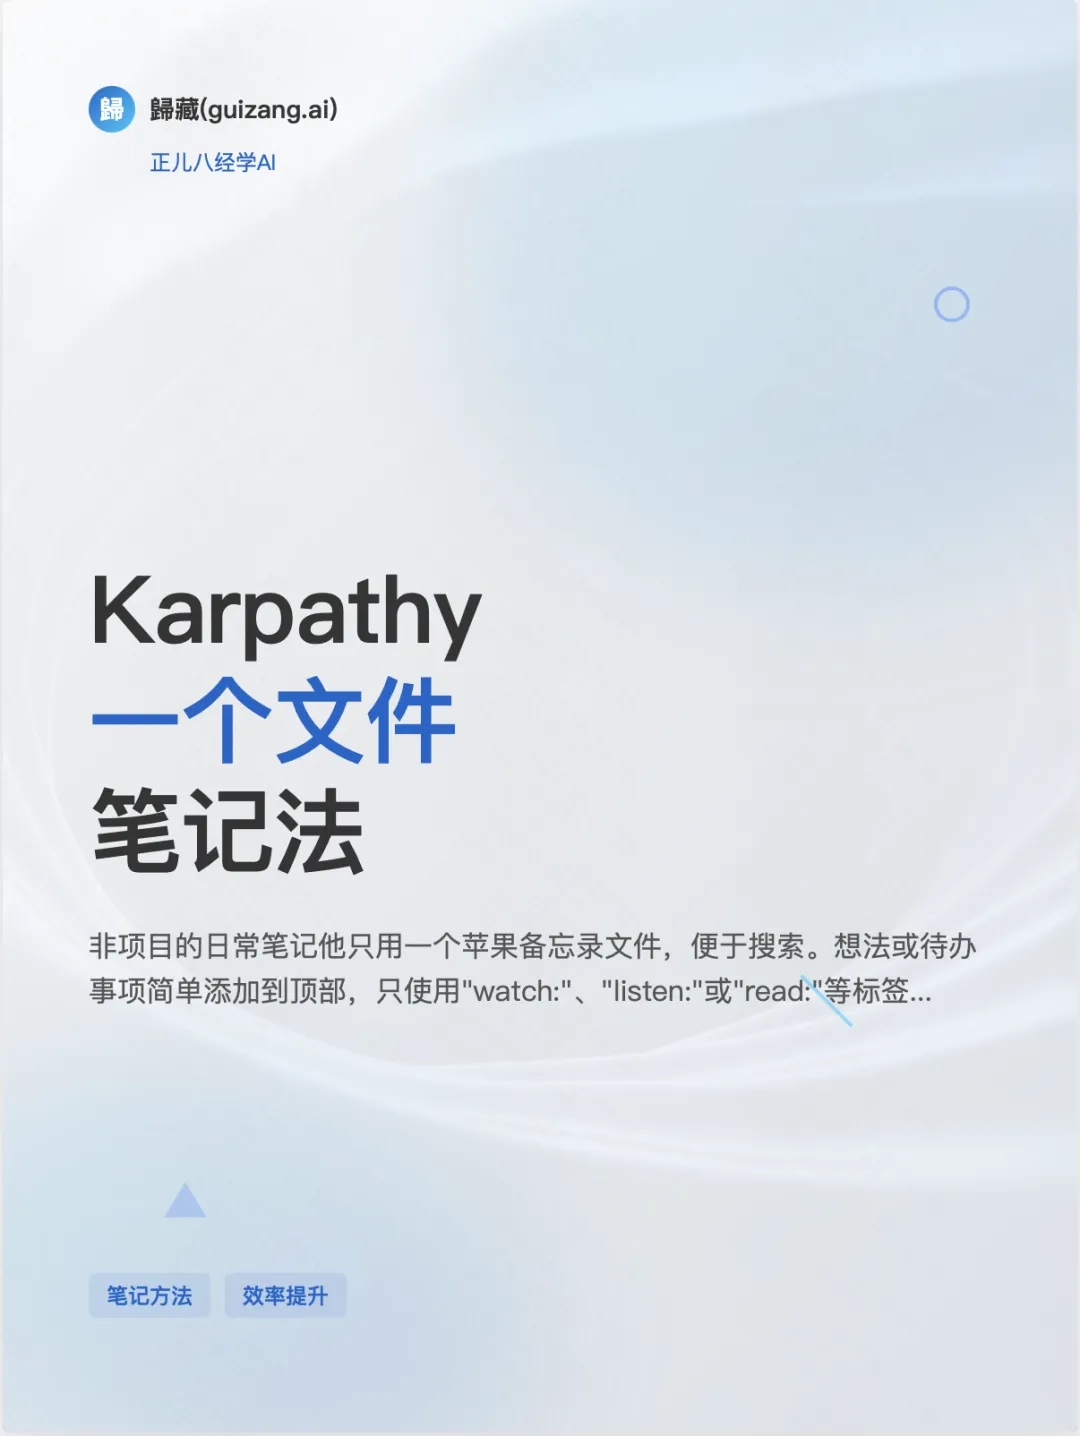 歸
歸藏(guizang.ai)
正儿八经学AI
Karpathy
一个文件
笔记法
非项目的日常笔记他只用一个苹果备忘录文件，便于搜索。想法或待办
事项简单添加到顶部，只使用"watch:"、"listen:"或"read:"等标签...
笔记方法
效率提升